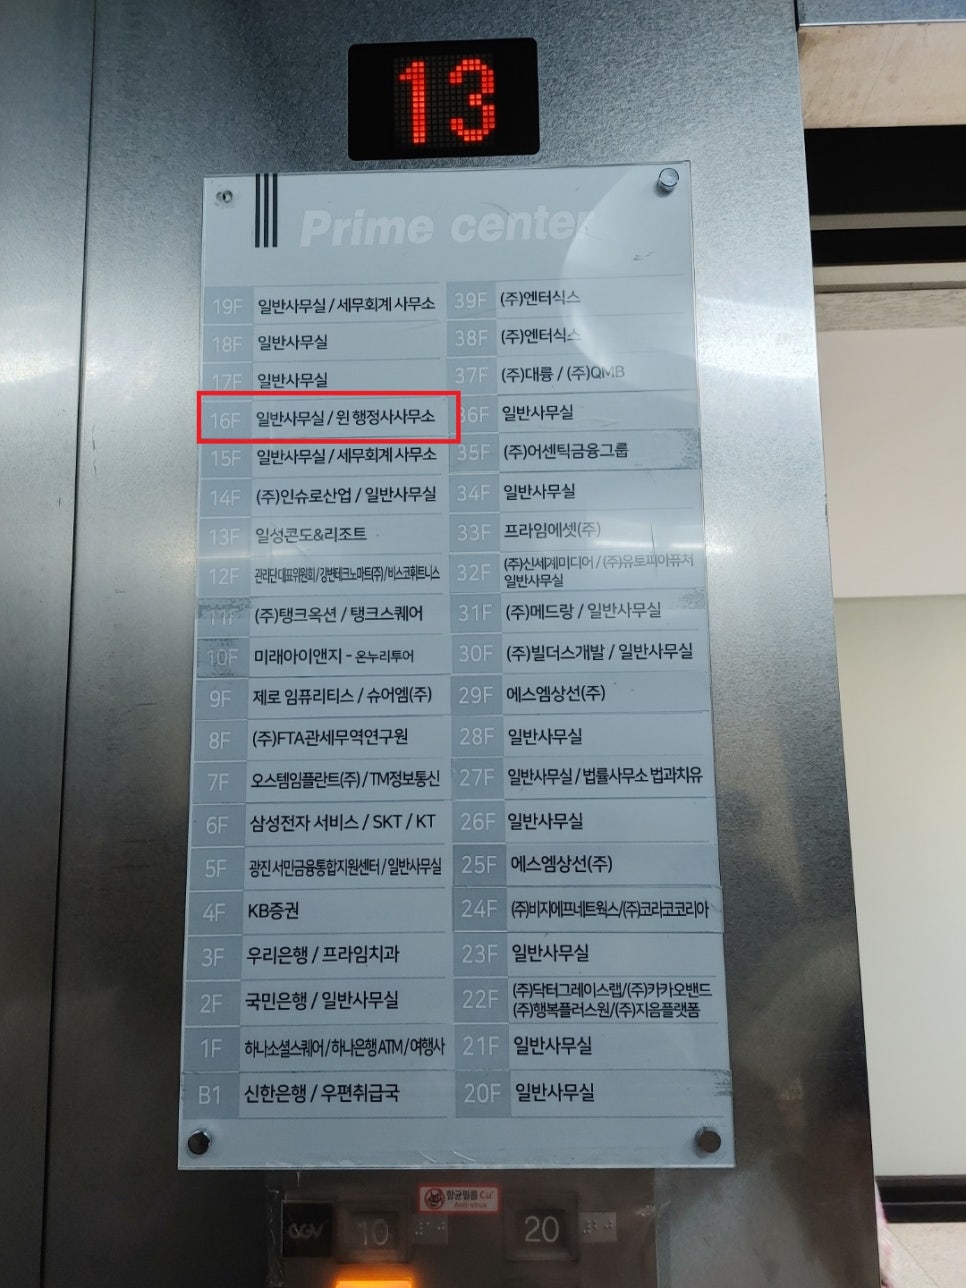 13
Prime center
19F 일반사무실 / 세무회계 사무소
18F 일반사무실
17F 일반사무실
16F 일반사무실 / 윈 행정사사무소
15F 일반사무실 / 세무회계 사무소
14F (주)인슈로산업 / 일반사무실
13F 일성콘도&리조트
12F 관리단대표위원회/강변테크노마트(주)/비스코휘트니스
11F (주)탱크옥션 / 탱크스퀘어
10F 미래아이앤지 - 온누리투어
9F 제로 임퓨리티스 / 슈어엠(주)
8F (주)FTA관세무역연구원
7F 오스템임플란트(주) / TM정보통신
6F 삼성전자 서비스 / SKT / KT
5F 광진 서민금융통합지원센터 / 일반사무실
4F KB증권
3F 우리은행 / 프라임치과
2F 국민은행 / 일반사무실
1F 하나소셜스퀘어 / 하나은행 ATM / 여행사
B1 신한은행 / 우편취급국
39F (주)엔터식스
38F (주)엔터식스
37F (주)대륭 / (주)QMB
36F 일반사무실
35F (주)어센틱금융그룹
34F 일반사무실
33F 프라임에셋(주)
32F (주)신세계미디어 / (주)유토피아퓨처
일반사무실
31F (주)메드랑 / 일반사무실
30F (주)빌더스개발 / 일반사무실
29F 에스엠상선(주)
28F 일반사무실
27F 일반사무실 / 법률사무소 법과치유
26F 일반사무실
25F 에스엠상선(주)
24F (주)비지에프네트웍스/(주)코라코코리아
23F 일반사무실
22F (주)닥터그레이스랩/(주)카카오밴드
(주)행복플러스원/(주)지음플랫폼
21F 일반사무실
20F 일반사무실
항균필름 Cu+
Anti-virus
CGV 10 20